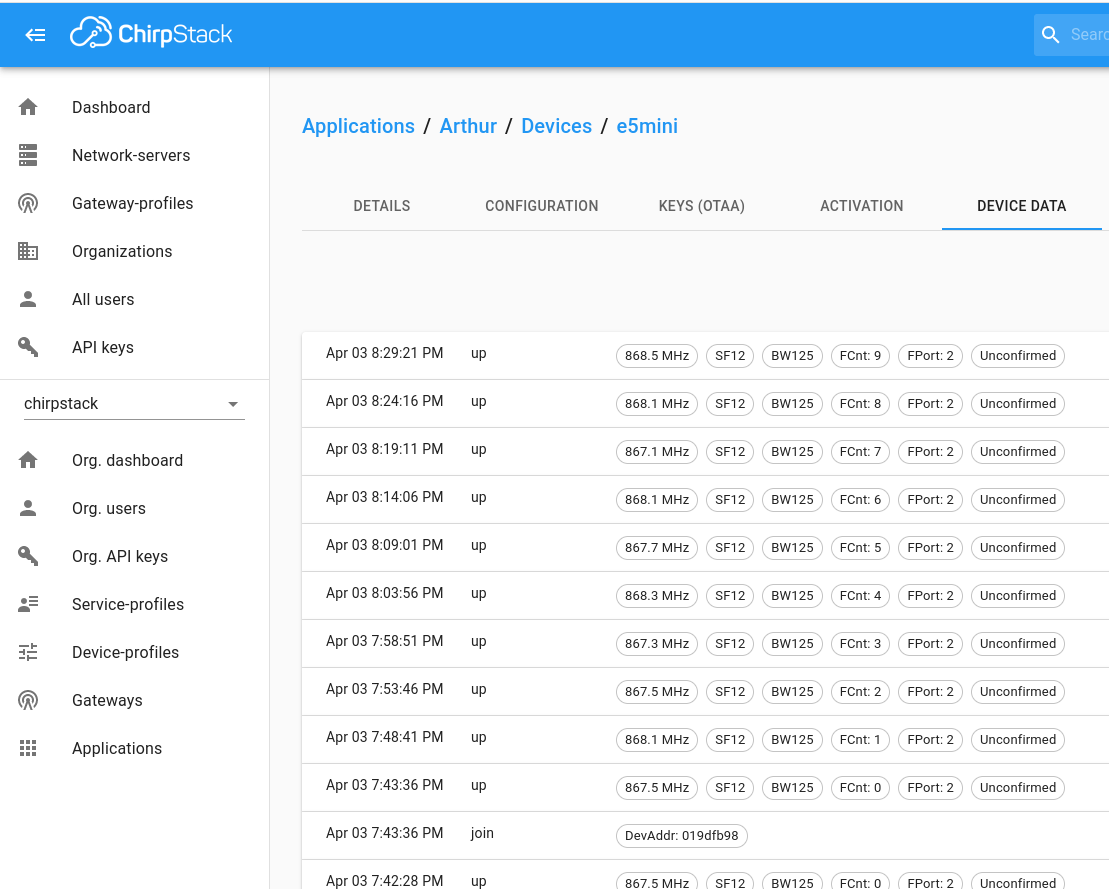 ChirpStack
Sear
Dashboard
Network-servers
Gateway-profiles
Organizations
All users
API keys
chirpstack
Org. dashboard
Org. users
Org. API keys
Service-profiles
Device-profiles
Gateways
Applications
Applications / Arthur / Devices / e5mini
DETAILS CONFIGURATION KEYS (OTAA) ACTIVATION DEVICE DATA
Apr 03 8:29:21 PM up 868.5 MHz SF12 BW125 FCnt: 9 FPort: 2 Unconfirmed
Apr 03 8:24:16 PM up 868.1 MHz SF12 BW125 FCnt: 8 FPort: 2 Unconfirmed
Apr 03 8:19:11 PM up 867.1 MHz SF12 BW125 FCnt: 7 FPort: 2 Unconfirmed
Apr 03 8:14:06 PM up 868.1 MHz SF12 BW125 FCnt: 6 FPort: 2 Unconfirmed
Apr 03 8:09:01 PM up 867.7 MHz SF12 BW125 FCnt: 5 FPort: 2 Unconfirmed
Apr 03 8:03:56 PM up 868.3 MHz SF12 BW125 FCnt: 4 FPort: 2 Unconfirmed
Apr 03 7:58:51 PM up 867.3 MHz SF12 BW125 FCnt: 3 FPort: 2 Unconfirmed
Apr 03 7:53:46 PM up 867.5 MHz SF12 BW125 FCnt: 2 FPort: 2 Unconfirmed
Apr 03 7:48:41 PM up 868.1 MHz SF12 BW125 FCnt: 1 FPort: 2 Unconfirmed
Apr 03 7:43:36 PM up 867.5 MHz SF12 BW125 FCnt: 0 FPort: 2 Unconfirmed
Apr 03 7:43:36 PM join DevAddr: 019dfb98
Apr 03 7:42:28 PM up 867.5 MHz SF12 BW125 FCnt: 0 FPort: 2 Unconfirmed